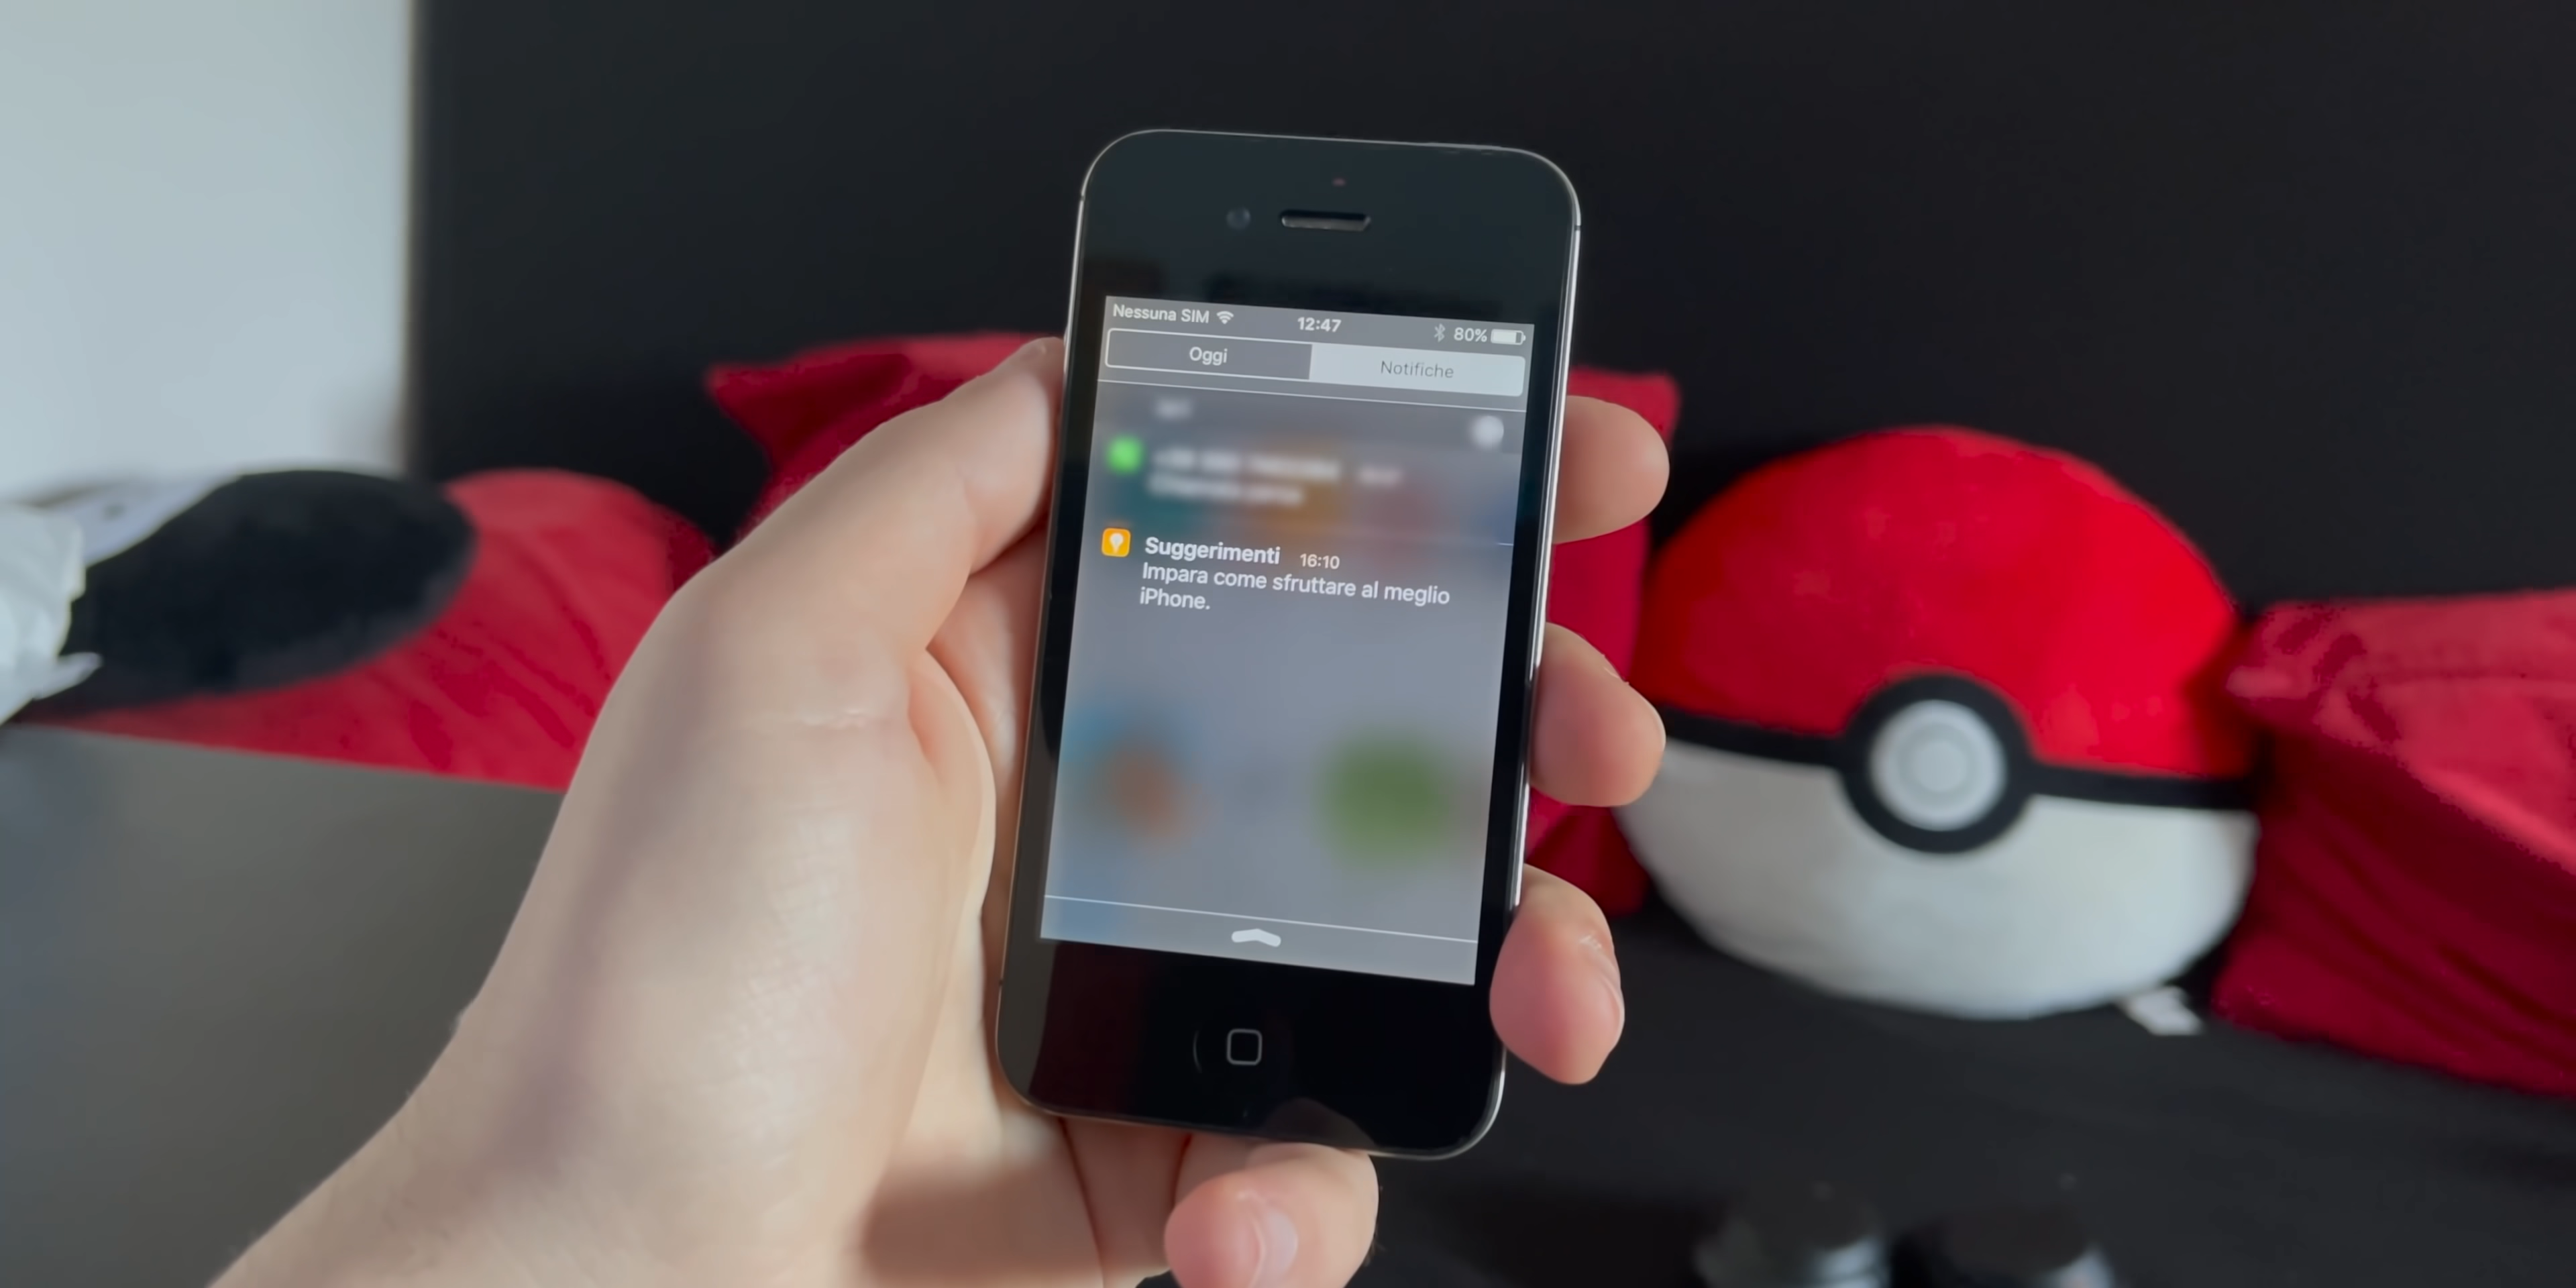 Nessuna SIM 12:47 80%
Oggi Notifiche
Suggerimenti 16:10
Impara come sfruttare al meglio
iPhone.